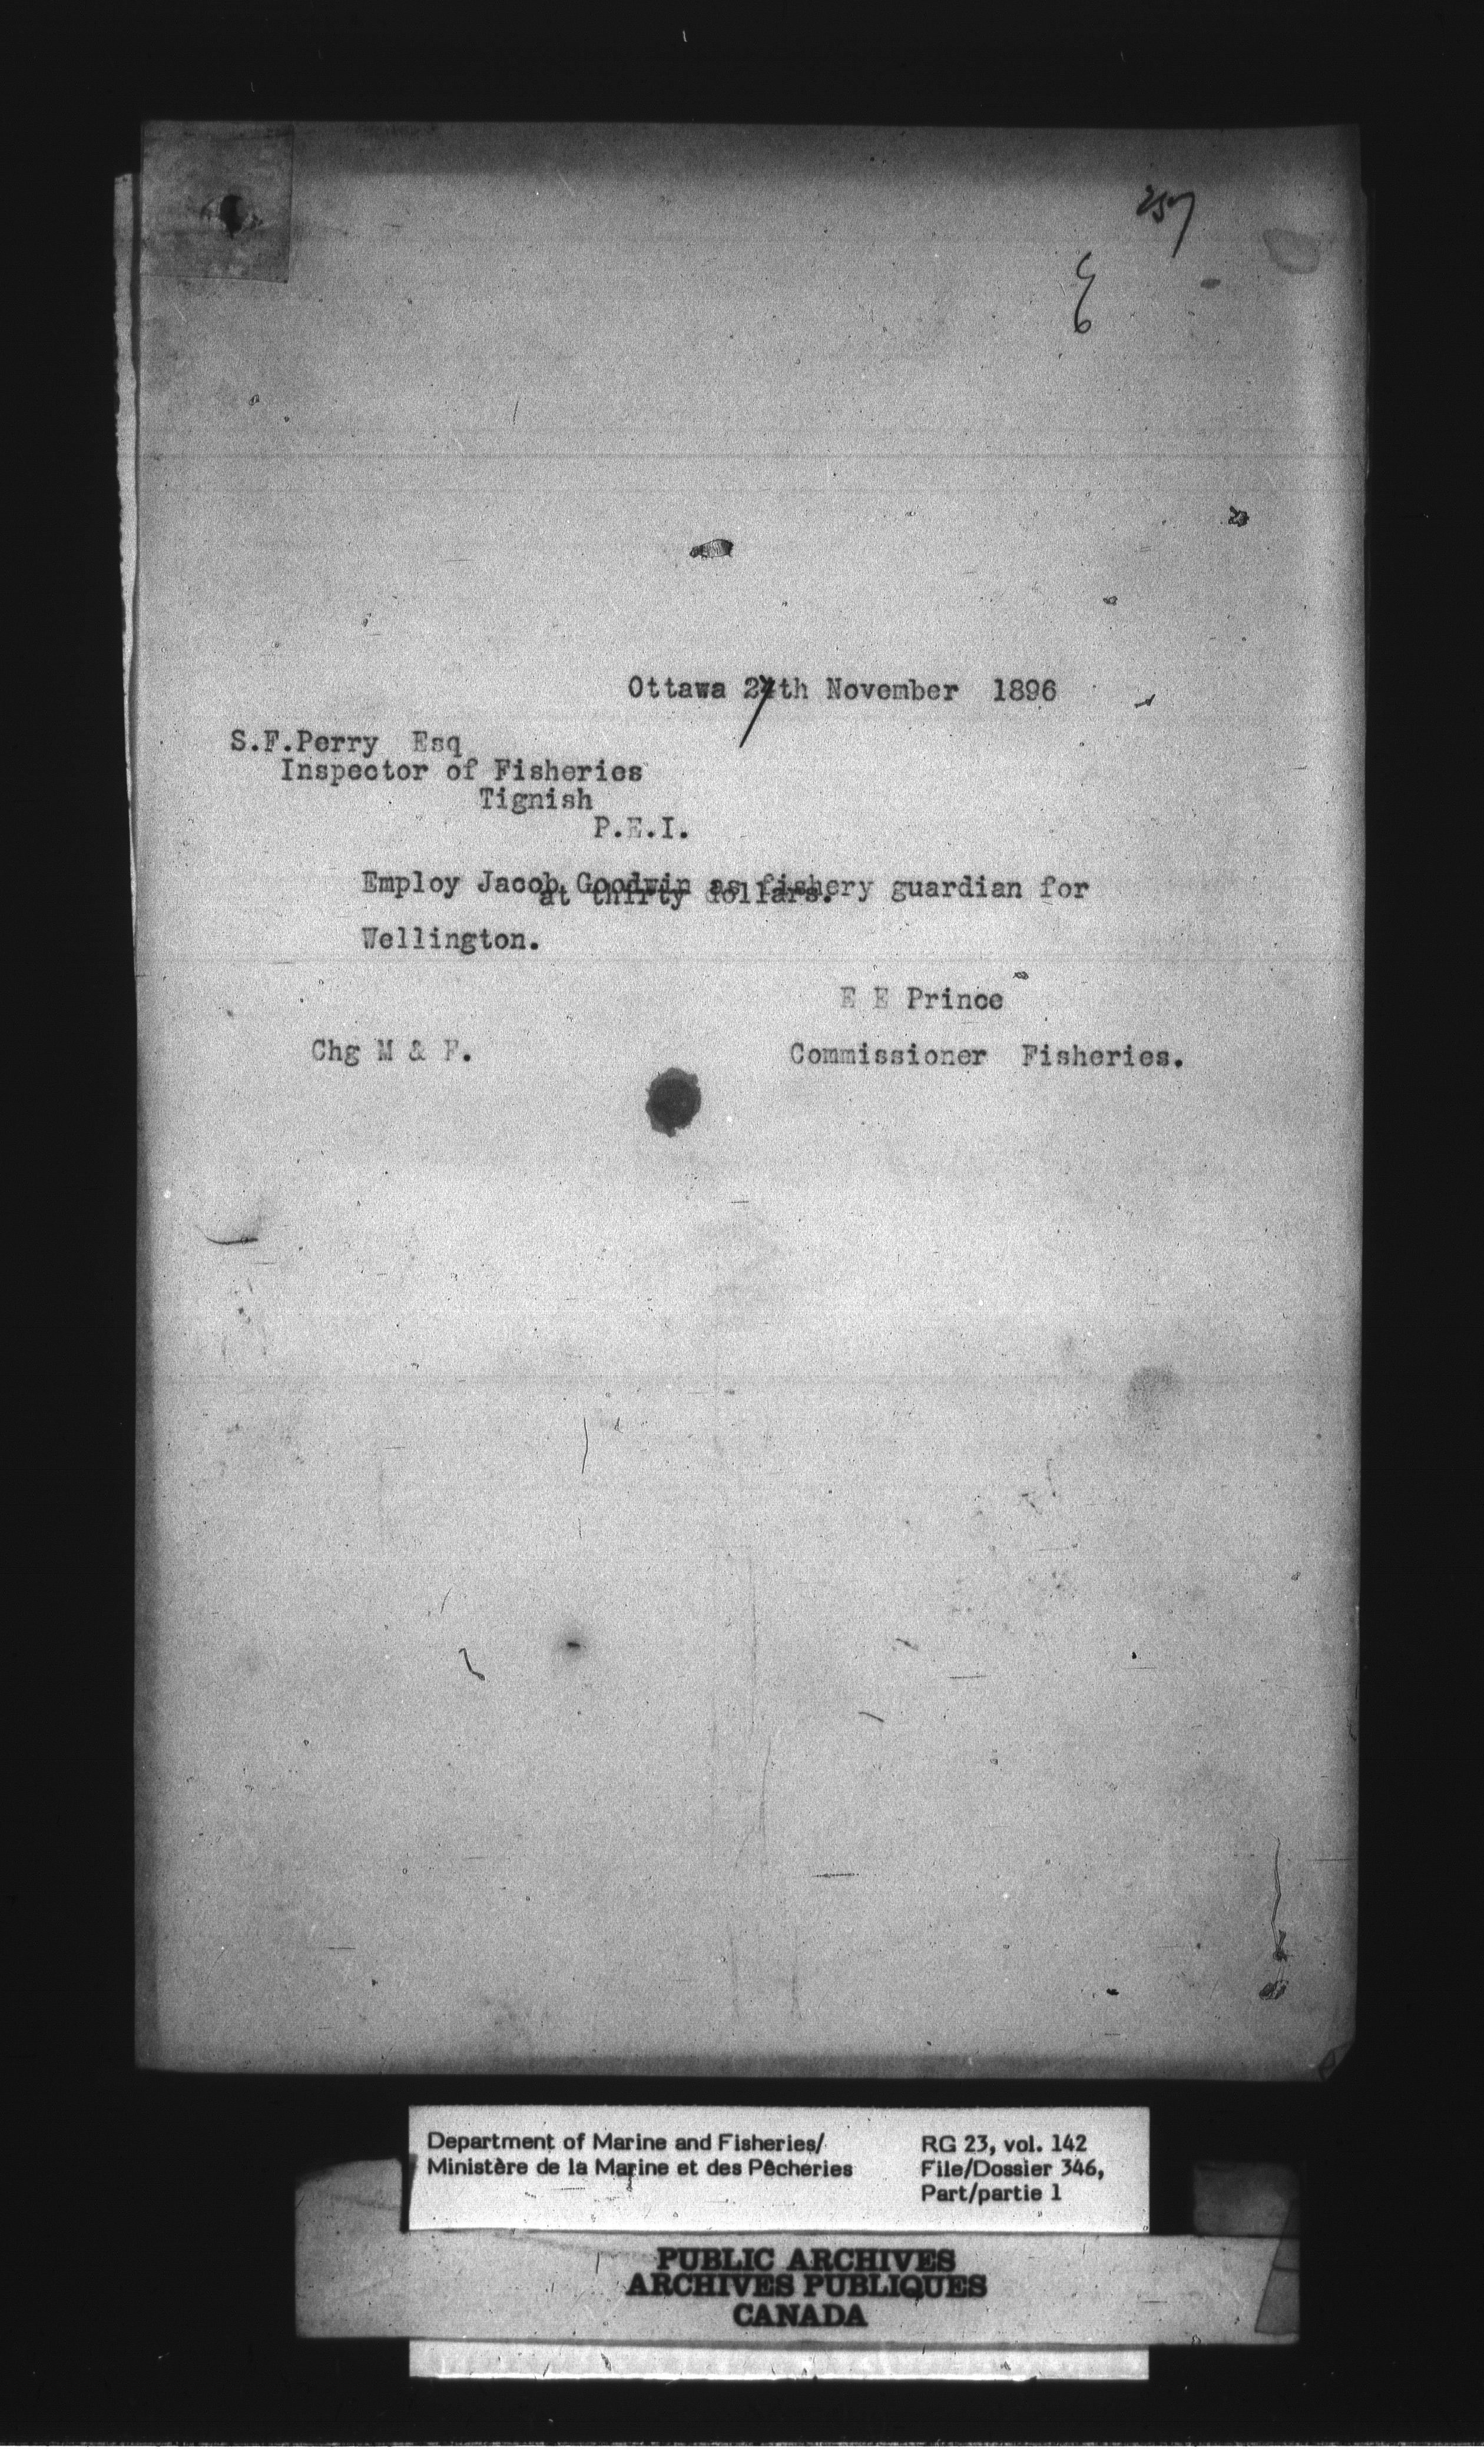 257
Ottawa 27th November 1896
S.F.Perry Esq
Inspector of Fisheries
Tignish
P.E.I.
Employ Jacob Goodwin as fishery guardian for
at thirty dollars.
Wellington.
E E Prince
Chg M & F.
Commissioner Fisheries.
Department of Marine and Fisheries/
Ministère de la Marine et des Pêcheries
RG 23, vol. 142
File/Dossier 346,
Part/partie 1
PUBLIC ARCHIVES
ARCHIVES PUBLIQUES
CANADA